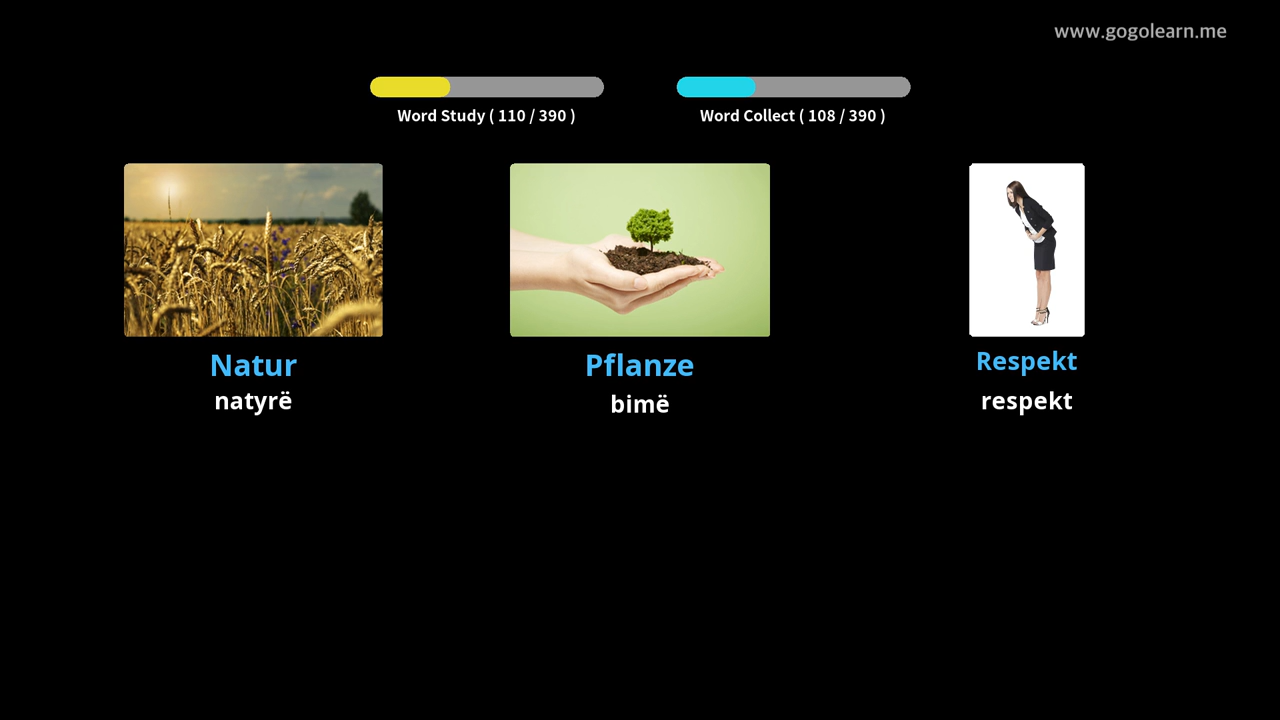 www.gogolearn.me
Word Study ( 110 / 390 )
Word Collect ( 108 / 390 )
Natur
natyrë
Pflanze
bimë
Respekt
respekt